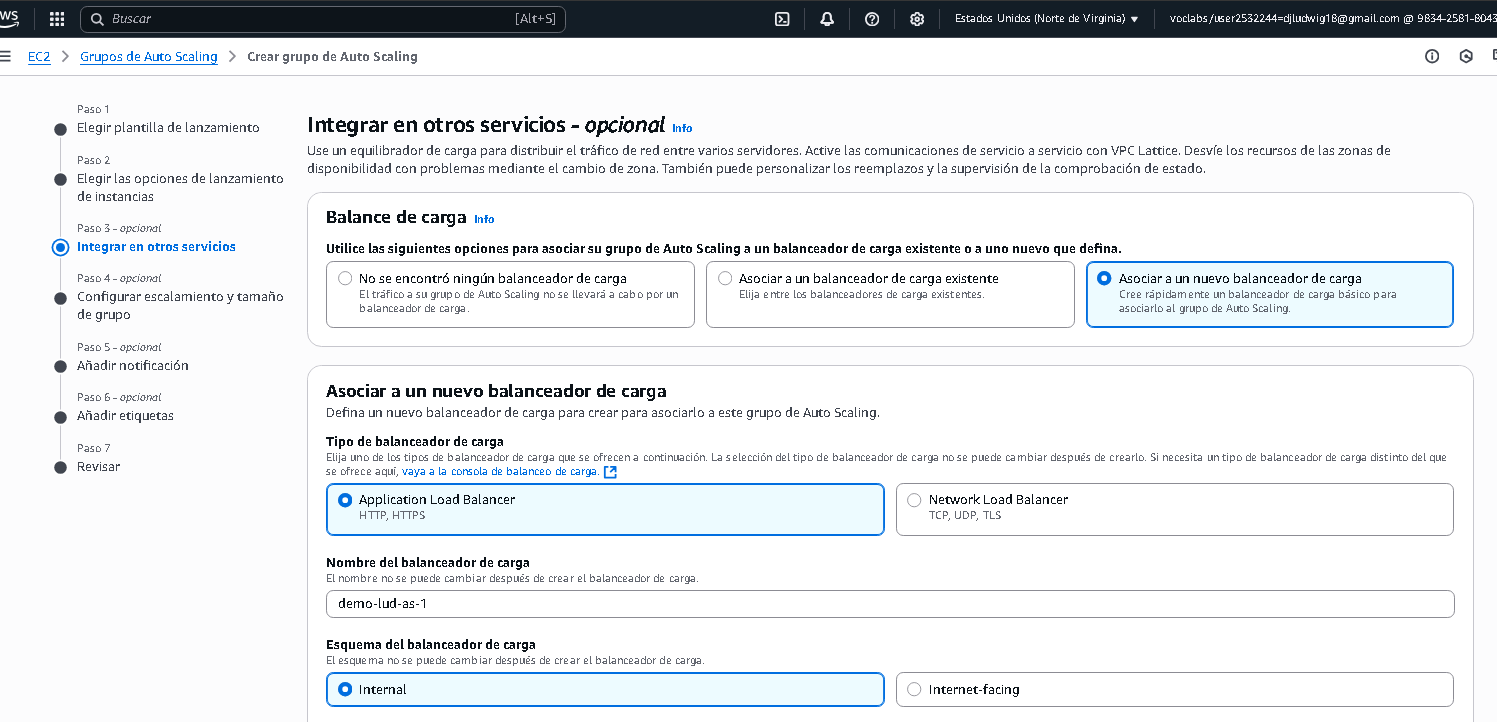 Buscar [Alt+S] Estados Unidos (Norte de Virginia) voclabs/user2532244=djludwig18@gmail.com @ 9834-2581-8043
EC2 Grupos de Auto Scaling Crear grupo de Auto Scaling
Paso 1
Elegir plantilla de lanzamiento
Paso 2
Elegir las opciones de lanzamiento
de instancias
Paso 3 - opcional
Integrar en otros servicios
Paso 4 - opcional
Configurar escalamiento y tamaño
de grupo
Paso 5 - opcional
Añadir notificación
Paso 6 - opcional
Añadir etiquetas
Paso 7
Revisar
Integrar en otros servicios - opcional Info
Use un equilibrador de carga para distribuir el tráfico de red entre varios servidores. Active las comunicaciones de servicio a servicio con VPC Lattice. Desvíe los recursos de las zonas de
disponibilidad con problemas mediante el cambio de zona. También puede personalizar los reemplazos y la supervisión de la comprobación de estado.
Balance de carga Info
Utilice las siguientes opciones para asociar su grupo de Auto Scaling a un balanceador de carga existente o a uno nuevo que defina.
No se encontró ningún balanceador de carga
El tráfico a su grupo de Auto Scaling no se llevará a cabo por un
balanceador de carga.
Asociar a un balanceador de carga existente
Elija entre los balanceadores de carga existentes.
Asociar a un nuevo balanceador de carga
Cree rápidamente un balanceador de carga básico para
asociarlo al grupo de Auto Scaling.
Asociar a un nuevo balanceador de carga
Defina un nuevo balanceador de carga para crear para asociarlo a este grupo de Auto Scaling.
Tipo de balanceador de carga
Elija uno de los tipos de balanceador de carga que se ofrecen a continuación. La selección del tipo de balanceador de carga no se puede cambiar después de crearlo. Si necesita un tipo de balanceador de carga distinto del que
se ofrece aquí, vaya a la consola de balanceo de carga.
Application Load Balancer
HTTP, HTTPS
Network Load Balancer
TCP, UDP, TLS
Nombre del balanceador de carga
El nombre no se puede cambiar después de crear el balanceador de carga.
demo-lud-as-1
Esquema del balanceador de carga
El esquema no se puede cambiar después de crear el balanceador de carga.
Internal
Internet-facing